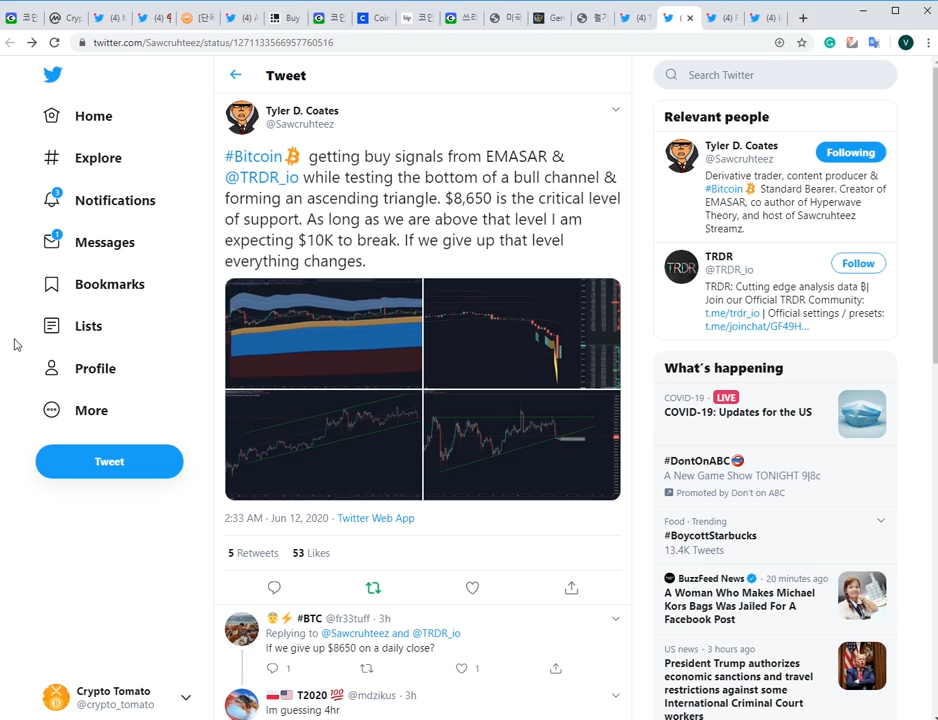 Buy
Coin
twitter.com/Sawcruhteez/status/1271133566957760516
Home
Explore
3
Notifications
1
Messages
Bookmarks
Lists
Profile
More
Tweet
Crypto Tomato
@crypto_tomato
Tweet
Tyler D. Coates
@Sawcruhteez
#Bitcoin getting buy signals from EMASAR &
@TRDR_io while testing the bottom of a bull channel &
forming an ascending triangle. $8,650 is the critical level
of support. As long as we are above that level I am
expecting $10K to break. If we give up that level
everything changes.
2:33 AM · Jun 12, 2020 · Twitter Web App
5 Retweets 53 Likes
#BTC @fr33tuff · 3h
Replying to @Sawcruhteez and @TRDR_io
If we give up $8650 on a daily close?
1 1
T2020 💯 @mdzikus · 3h
Im guessing 4hr
Search Twitter
Relevant people
Tyler D. Coates
@Sawcruhteez
Following
Derivative trader, content producer &
#Bitcoin Standard Bearer. Creator of
EMASAR, co author of Hyperwave
Theory, and host of Sawcruhteez
Streamz.
TRDR
TRDR
@TRDR_io
Follow
TRDR: Cutting edge analysis data ₿|
Join our Official TRDR Community:
t.me/trdr_io | Official settings / presets:
t.me/joinchat/GF49H...
What's happening
COVID-19 · LIVE
COVID-19: Updates for the US
#DontOnABC
A New Game Show TONIGHT 9|8c
Promoted by Don't on ABC
Food · Trending
#BoycottStarbucks
13.4K Tweets
BuzzFeed News · 20 minutes ago
A Woman Who Makes Michael
Kors Bags Was Jailed For A
Facebook Post
US news · 3 hours ago
President Trump authorizes
economic sanctions and travel
restrictions against some
International Criminal Court
workers